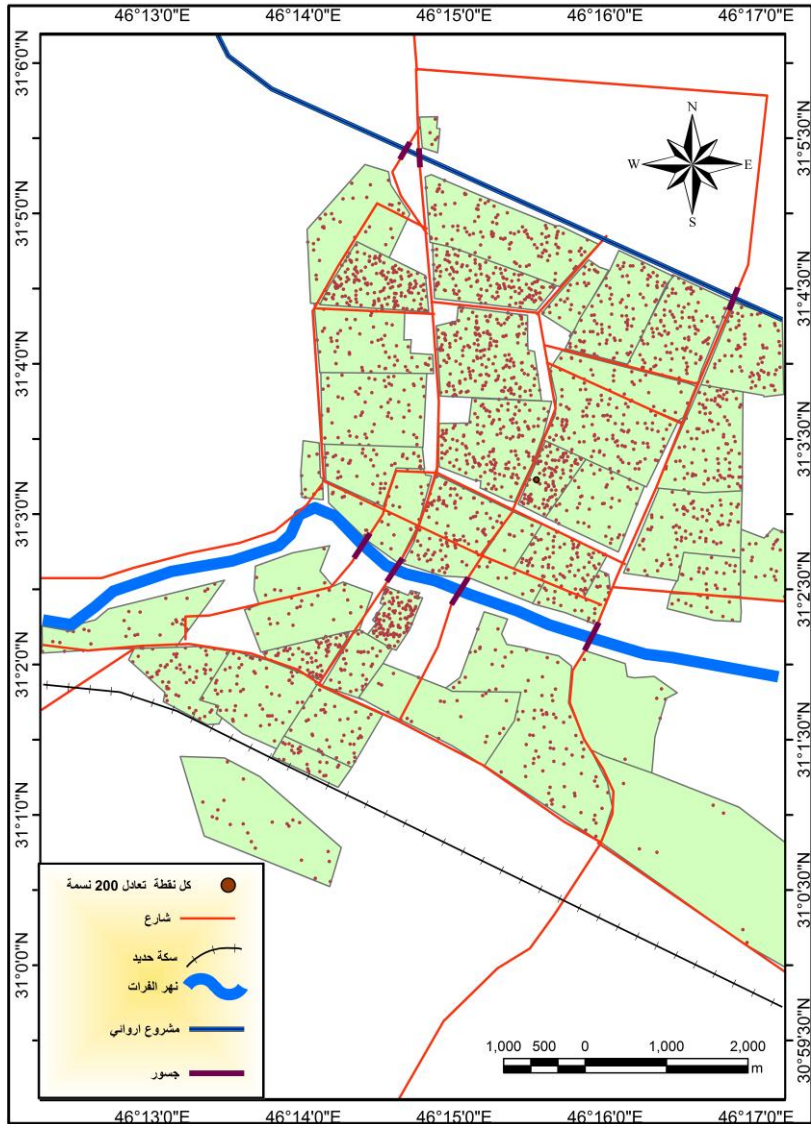 46°13'0"E 46°14'0"E 46°15'0"E 46°16'0"E 46°17'0"E
31°6'0"N
31°5'0"N
31°4'0"N
31°3'0"N
31°2'0"N
31°1'0"N
31°0'0"N
N
W E
S
31°5'30"N
31°4'30"N
31°3'30"N
31°2'30"N
31°1'30"N
31°0'30"N
30°59'30"N
كل نقطة تعادل 200 نسمة
شارع
سكة حديد
نهر الفرات
مشروع اروائي
جسور
1,000 500 0 1,000 2,000
m
46°13'0"E 46°14'0"E 46°15'0"E 46°16'0"E 46°17'0"E